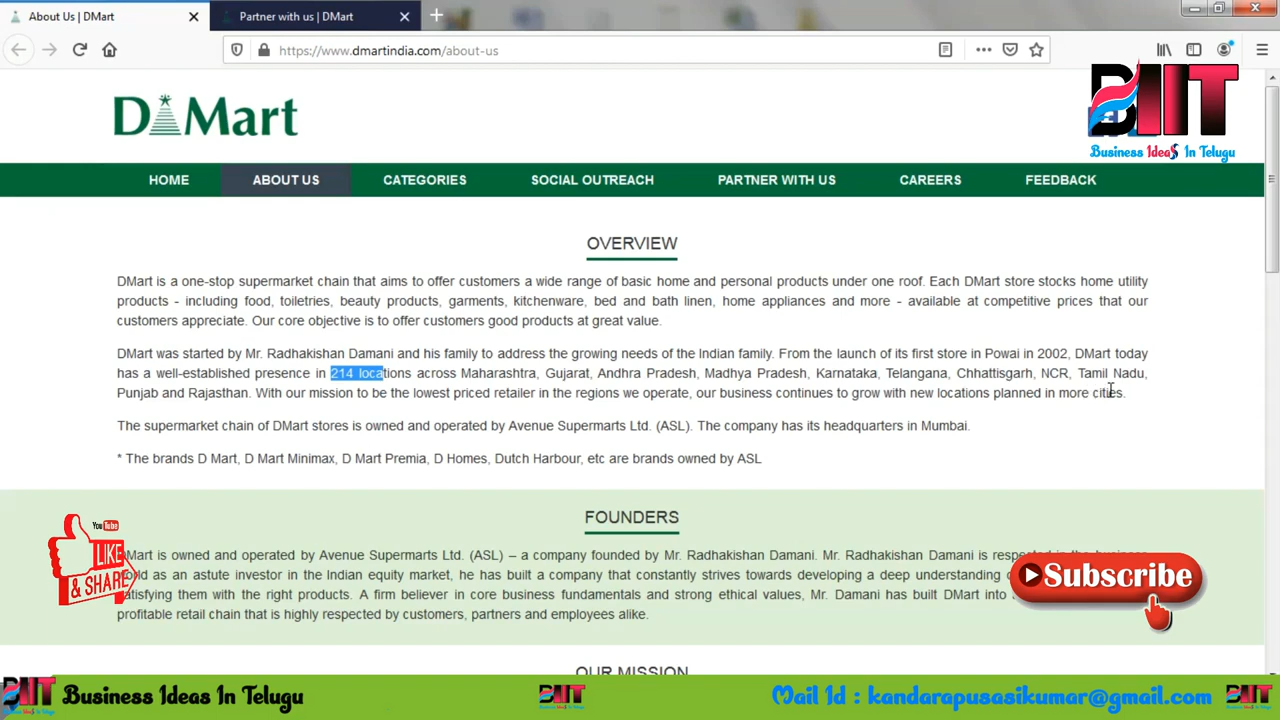 About Us | DMart
Partner with us | DMart
https://www.dmartindia.com/about-us
BIIT
Business Ideas In Telugu
D Mart
HOME ABOUT US CATEGORIES SOCIAL OUTREACH PARTNER WITH US CAREERS FEEDBACK
OVERVIEW
DMart is a one-stop supermarket chain that aims to offer customers a wide range of basic home and personal products under one roof. Each DMart store stocks home utility
products - including food, toiletries, beauty products, garments, kitchenware, bed and bath linen, home appliances and more - available at competitive prices that our
customers appreciate. Our core objective is to offer customers good products at great value.
DMart was started by Mr. Radhakishan Damani and his family to address the growing needs of the Indian family. From the launch of its first store in Powai in 2002, DMart today
has a well-established presence in 214 locations across Maharashtra, Gujarat, Andhra Pradesh, Madhya Pradesh, Karnataka, Telangana, Chhattisgarh, NCR, Tamil Nadu,
Punjab and Rajasthan. With our mission to be the lowest priced retailer in the regions we operate, our business continues to grow with new locations planned in more cities.
The supermarket chain of DMart stores is owned and operated by Avenue Supermarts Ltd. (ASL). The company has its headquarters in Mumbai.
* The brands D Mart, D Mart Minimax, D Mart Premia, D Homes, Dutch Harbour, etc are brands owned by ASL
FOUNDERS
DMart is owned and operated by Avenue Supermarts Ltd. (ASL) – a company founded by Mr. Radhakishan Damani. Mr. Radhakishan Damani is respected in the business
world as an astute investor in the Indian equity market, he has built a company that constantly strives towards developing a deep understanding
satisfying them with the right products. A firm believer in core business fundamentals and strong ethical values, Mr. Damani has built DMart into
profitable retail chain that is highly respected by customers, partners and employees alike.
YouTube
LIKE
& SHARE
Subscribe
OUR MISSION
BIIT Business Ideas In Telugu
BIIT
Mail Id : kandarapusasikumar@gmail.com
BIIT